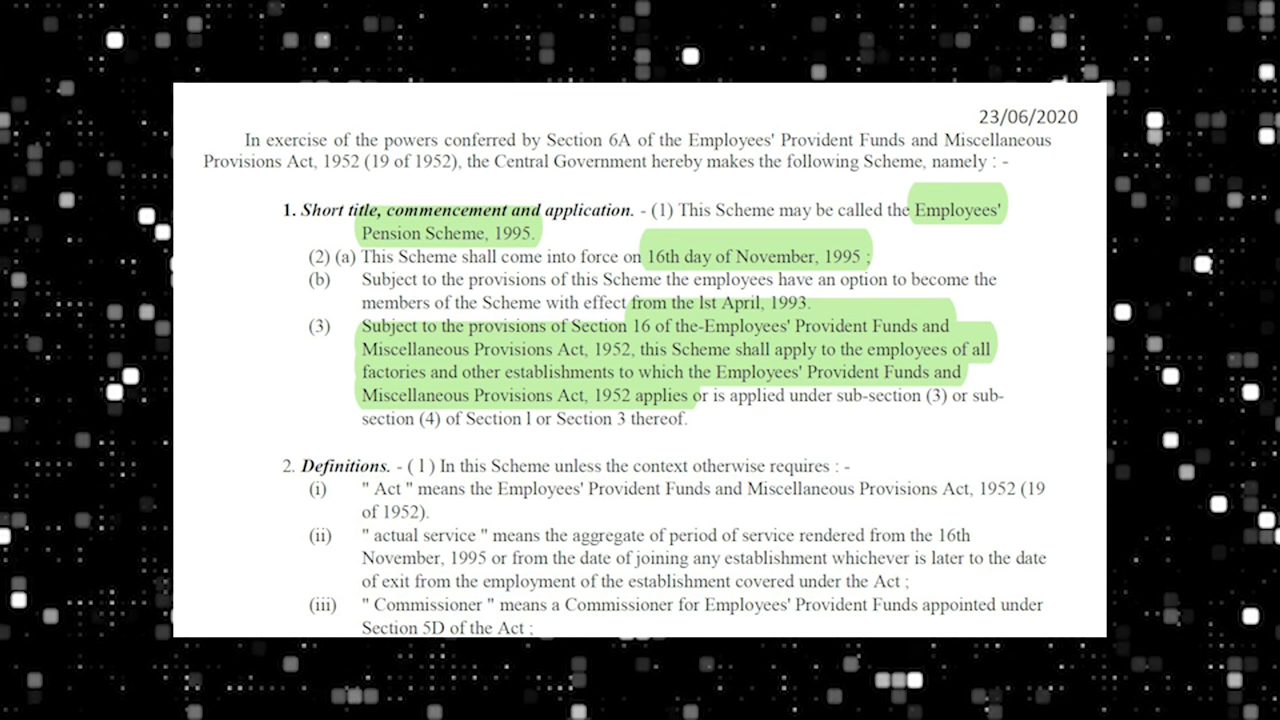 23/06/2020
In exercise of the powers conferred by Section 6A of the Employees' Provident Funds and Miscellaneous
Provisions Act, 1952 (19 of 1952), the Central Government hereby makes the following Scheme, namely : -
1. Short title, commencement and application. - (1) This Scheme may be called the Employees'
Pension Scheme, 1995.
(2) (a) This Scheme shall come into force on 16th day of November, 1995 ;
(b) Subject to the provisions of this Scheme the employees have an option to become the
members of the Scheme with effect from the lst April, 1993.
(3) Subject to the provisions of Section 16 of the-Employees' Provident Funds and
Miscellaneous Provisions Act, 1952, this Scheme shall apply to the employees of all
factories and other establishments to which the Employees' Provident Funds and
Miscellaneous Provisions Act, 1952 applies or is applied under sub-section (3) or sub-
section (4) of Section l or Section 3 thereof.
2. Definitions. - ( 1 ) In this Scheme unless the context otherwise requires : -
(i) " Act " means the Employees' Provident Funds and Miscellaneous Provisions Act, 1952 (19
of 1952).
(ii) " actual service " means the aggregate of period of service rendered from the 16th
November, 1995 or from the date of joining any establishment whichever is later to the date
of exit from the employment of the establishment covered under the Act ;
(iii) " Commissioner " means a Commissioner for Employees' Provident Funds appointed under
Section 5D of the Act ;